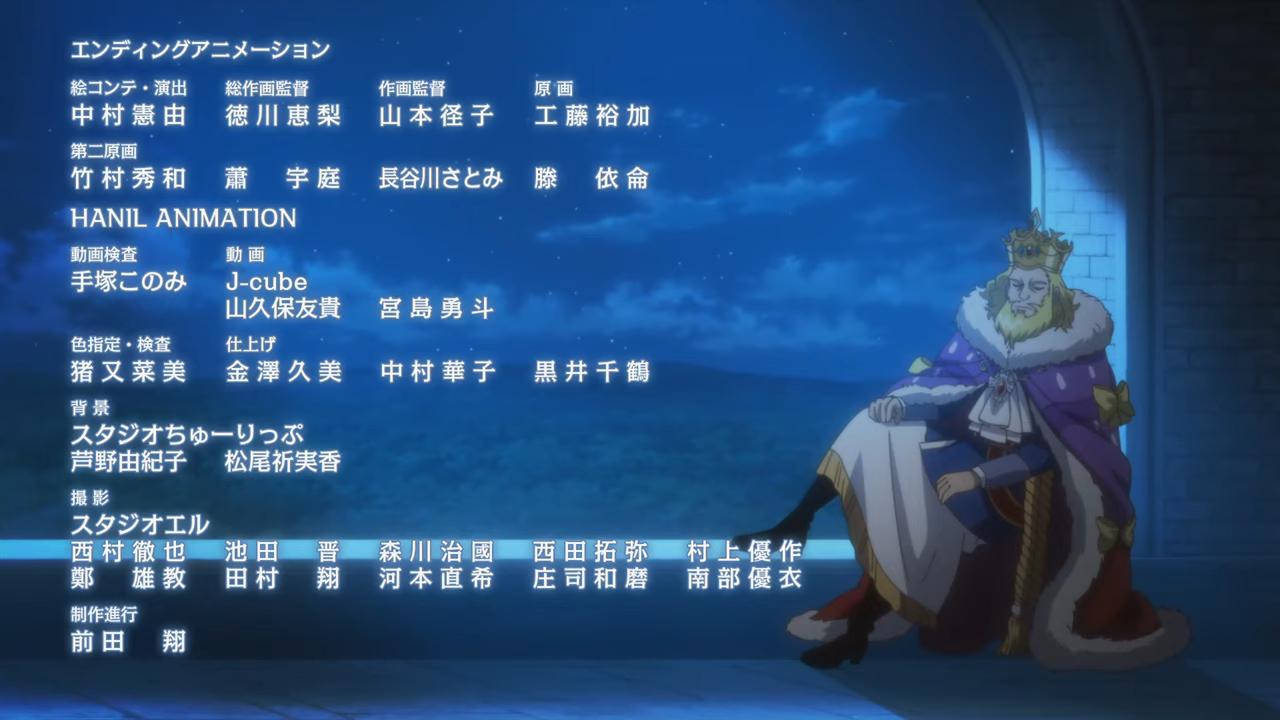 エンディングアニメーション
絵コンテ・演出 総作画監督 作画監督 原画
中村憲由 徳川恵梨 山本径子 工藤裕加
第二原画
竹村秀和 蕭宇庭 長谷川さとみ 滕依侖
HANIL ANIMATION
動画検査 動画
手塚このみ J-cube
山久保友貴 宮島勇斗
色指定・検査 仕上げ
猪又菜美 金澤久美 中村華子 黒井千鶴
背景
スタジオちゅーりっぷ
芦野由紀子 松尾祈実香
撮影
スタジオエル
西村徹也 池田晋 森川治國 西田拓弥 村上優作
鄭雄教 田村翔 河本直希 庄司和磨 南部優衣
制作進行
前田翔